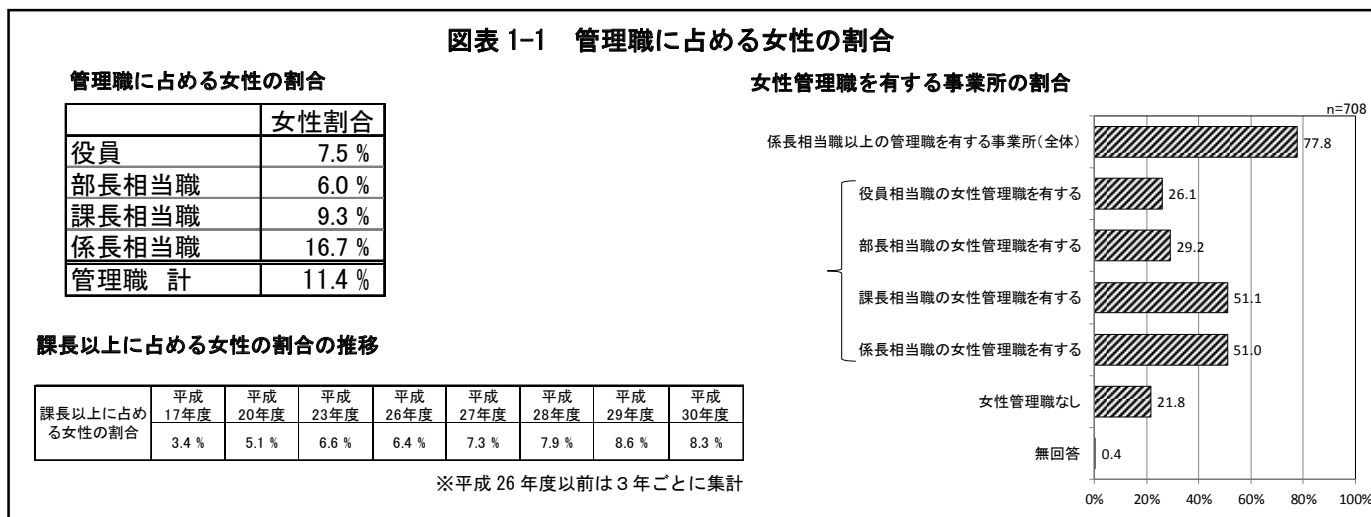 図表 1-1　管理職に占める女性の割合
管理職に占める女性の割合
女性割合
役員 7.5 %
部長相当職 6.0 %
課長相当職 9.3 %
係長相当職 16.7 %
管理職　計 11.4 %
課長以上に占める女性の割合の推移
課長以上に占め
る女性の割合
平成 平成 平成 平成 平成 平成 平成 平成
17年度 20年度 23年度 26年度 27年度 28年度 29年度 30年度
3.4 % 5.1 % 6.6 % 6.4 % 7.3 % 7.9 % 8.6 % 8.3 %
※平成 26 年度以前は３年ごとに集計
女性管理職を有する事業所の割合
n=708
係長相当職以上の管理職を有する事業所(全体) 77.8
役員相当職の女性管理職を有する 26.1
部長相当職の女性管理職を有する 29.2
課長相当職の女性管理職を有する 51.1
係長相当職の女性管理職を有する 51.0
女性管理職なし 21.8
無回答 0.4
0% 20% 40% 60% 80% 100%